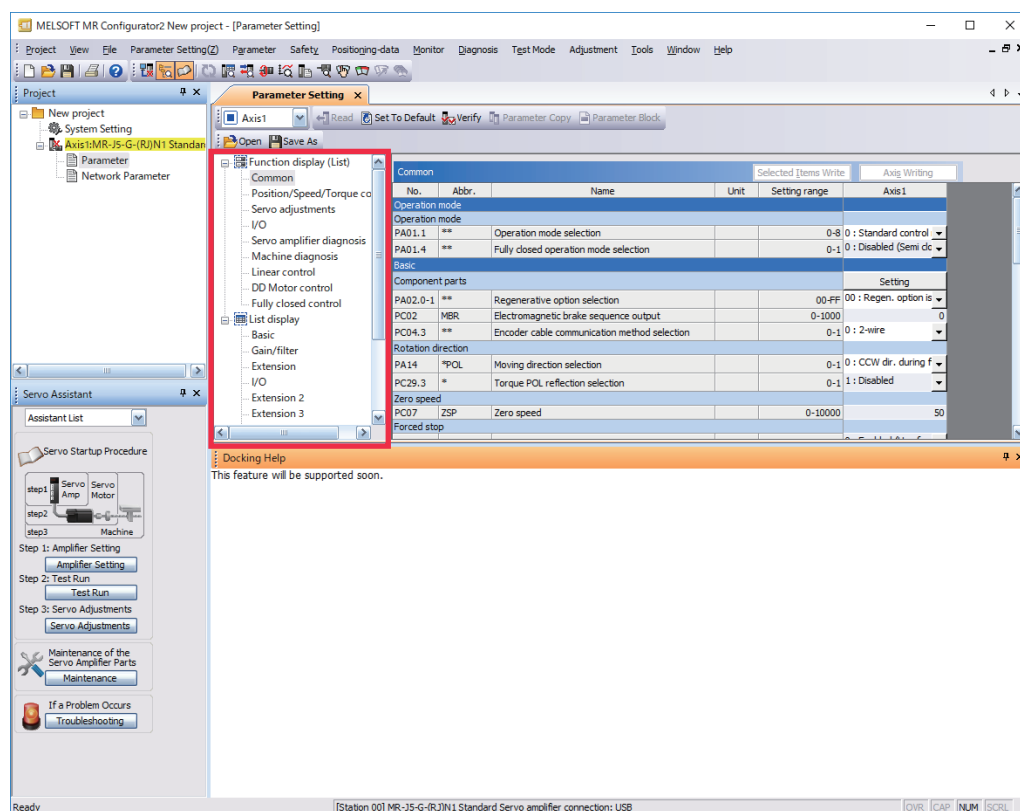 MELSOFT MR Configurator2 New project - [Parameter Setting]
Project View File Parameter Setting(Z) Parameter Safety Positioning-data Monitor Diagnosis Test Mode Adjustment Tools Window Help
Project
New project
System Setting
Axis1:MR-J5-G-(RJ)N1 Standar
Parameter
Network Parameter
Servo Assistant
Assistant List
Servo Startup Procedure
step1 Servo Amp Servo Motor
step2
step3 Machine
Step 1: Amplifier Setting
Amplifier Setting
Step 2: Test Run
Test Run
Step 3: Servo Adjustments
Servo Adjustments
Maintenance of the
Servo Amplifier Parts
Maintenance
If a Problem Occurs
Troubleshooting
Parameter Setting
Axis1 Read Set To Default Verify Parameter Copy Parameter Block
Open Save As
Function display (List)
Common
Position/Speed/Torque co
Servo adjustments
I/O
Servo amplifier diagnosis
Machine diagnosis
Linear control
DD Motor control
Fully closed control
List display
Basic
Gain/filter
Extension
I/O
Extension 2
Extension 3
Common Selected Items Write Axis Writing
No. Abbr. Name Unit Setting range Axis1
Operation mode
Operation mode
PA01.1 ** Operation mode selection 0-8 0 : Standard control
PA01.4 ** Fully closed operation mode selection 0-1 0 : Disabled (Semi clo
Basic
Component parts Setting
PA02.0-1 ** Regenerative option selection 00-FF 00 : Regen. option is
PC02 MBR Electromagnetic brake sequence output 0-1000 0
PC04.3 ** Encoder cable communication method selection 0-1 0 : 2-wire
Rotation direction
PA14 *POL Moving direction selection 0-1 0 : CCW dir. during f
PC29.3 * Torque POL reflection selection 0-1 1 : Disabled
Zero speed
PC07 ZSP Zero speed 0-10000 50
Forced stop
Docking Help
This feature will be supported soon.
Ready [Station 00] MR-J5-G-(RJ)N1 Standard Servo amplifier connection: USB OVR CAP NUM SCRL